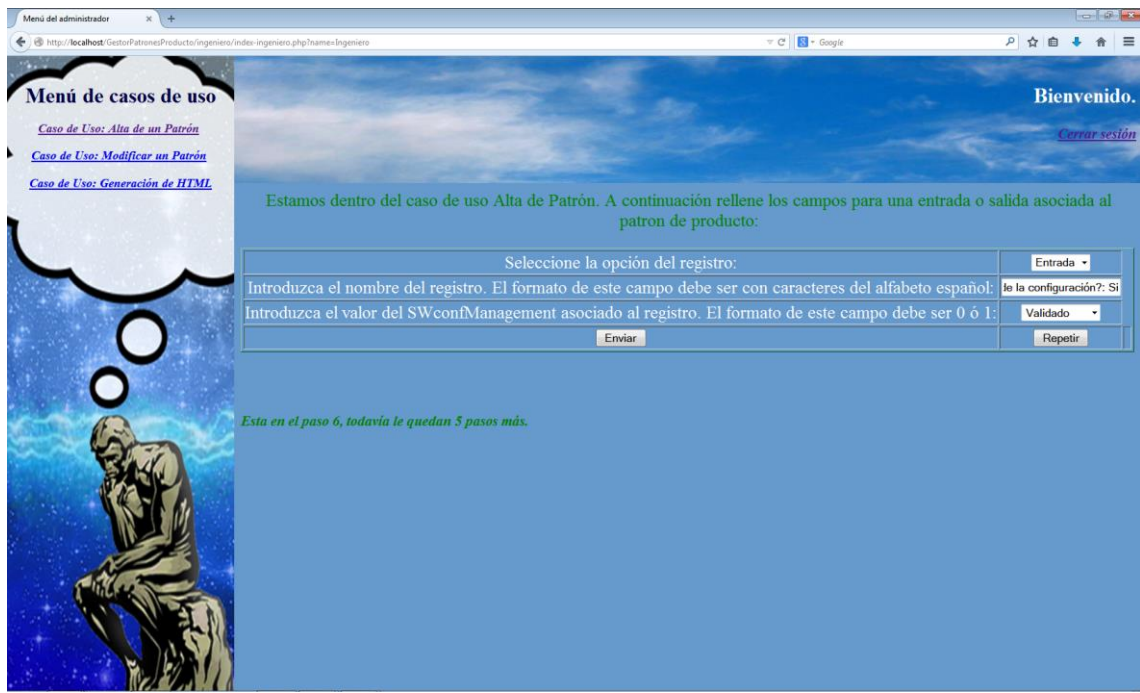 Menú del administrador
http://localhost/GestorPatronesProducto/ingeniero/index-ingeniero.php?name=Ingeniero
Google
Menú de casos de uso
Caso de Uso: Alta de un Patrón
Caso de Uso: Modificar un Patrón
Caso de Uso: Generación de HTML
Bienvenido.
Cerrar sesión
Estamos dentro del caso de uso Alta de Patrón. A continuación rellene los campos para una entrada o salida asociada al
patron de producto:
Seleccione la opción del registro: Entrada
Introduzca el nombre del registro. El formato de este campo debe ser con caracteres del alfabeto español: de la configuración?: Si
Introduzca el valor del SWconfManagement asociado al registro. El formato de este campo debe ser 0 ó 1: Validado
Enviar Repetir
Esta en el paso 6, todavía le quedan 5 pasos más.